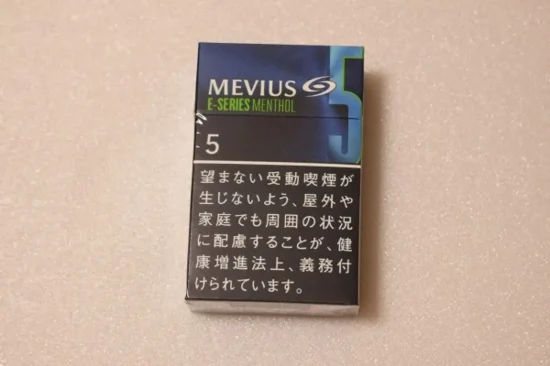 MEVIUS
E-SERIES MENTHOL
5
5
望まない受動喫煙が
生じないよう、屋外や
家庭でも周囲の状況
に配慮することが、健
康増進法上、義務付
けられています。